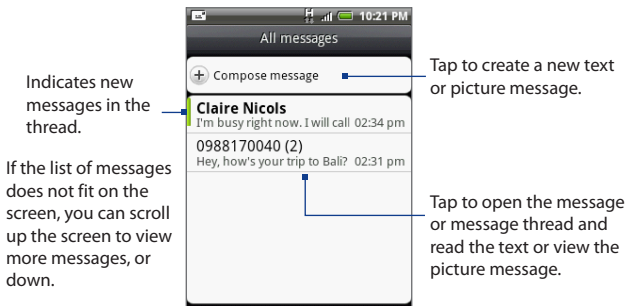 10:21 PM
All messages
Compose message
Claire Nicols
I'm busy right now. I will call 02:34 pm
0988170040 (2)
Hey, how's your trip to Bali? 02:31 pm
Indicates new
messages in the
thread.
If the list of messages
does not fit on the
screen, you can scroll
up the screen to view
more messages, or
down.
Tap to create a new text
or picture message.
Tap to open the message
or message thread and
read the text or view the
picture message.